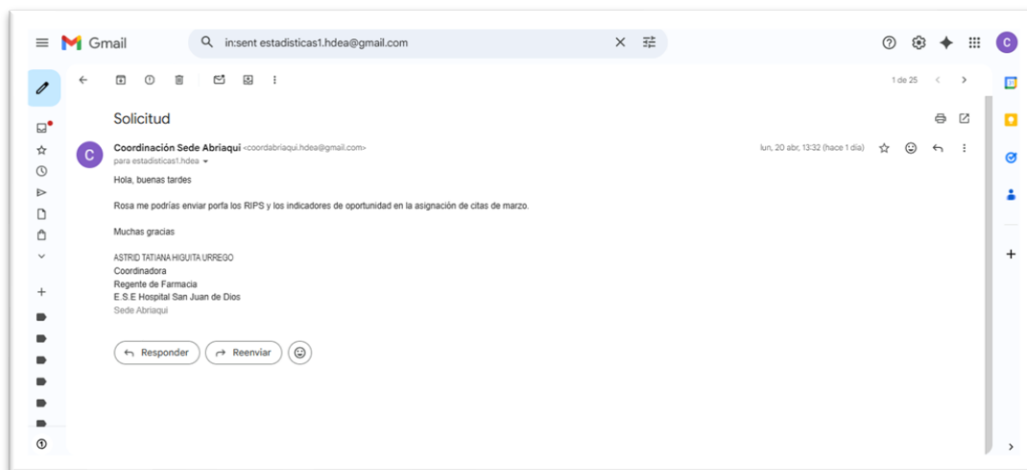 Gmail
in:sent estadisticas1.hdea@gmail.com
C
1 de 25
Solicitud
C
Coordinación Sede Abriaqui <coordabriaqui.hdea@gmail.com>
lun, 20 abr, 13:32 (hace 1 día)
para estadisticas1.hdea
Hola, buenas tardes
Rosa me podrías enviar porfa los RIPS y los indicadores de oportunidad en la asignación de citas de marzo.
Muchas gracias
ASTRID TATIANA HIGUITA URREGO
Coordinadora
Regente de Farmacia
E.S.E Hospital San Juan de Dios
Sede Abriaqui
Responder
Reenviar